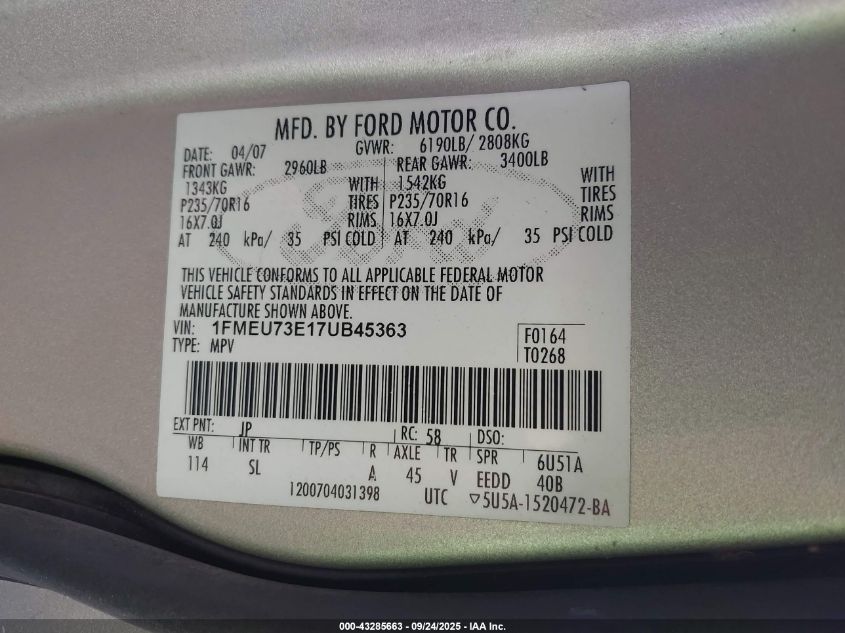 MFD. BY FORD MOTOR CO.
DATE: 04/07 GVWR: 6190LB/ 2808KG
FRONT GAWR: 2960LB REAR GAWR: 3400LB
1343KG WITH 1542KG WITH
P235/70R16 TIRES P235/70R16 TIRES
16X7.0J RIMS 16X7.0J RIMS
AT 240 kPa/ 35 PSI COLD AT 240 kPa/ 35 PSI COLD
THIS VEHICLE CONFORMS TO ALL APPLICABLE FEDERAL MOTOR
VEHICLE SAFETY STANDARDS IN EFFECT ON THE DATE OF
MANUFACTURE SHOWN ABOVE.
VIN: 1FMEU73E17UB45363 F0164
TYPE: MPV T0268
EXT PNT: JP RC: 58 DSO:
WB INT TR TP/PS R AXLE TR SPR 6U51A
114 SL A 45 V EEDD 40B
1200704031398 UTC ▽5U5A-1520472-BA
Ford
000-43285663 - 09/24/2025 - IAA Inc.